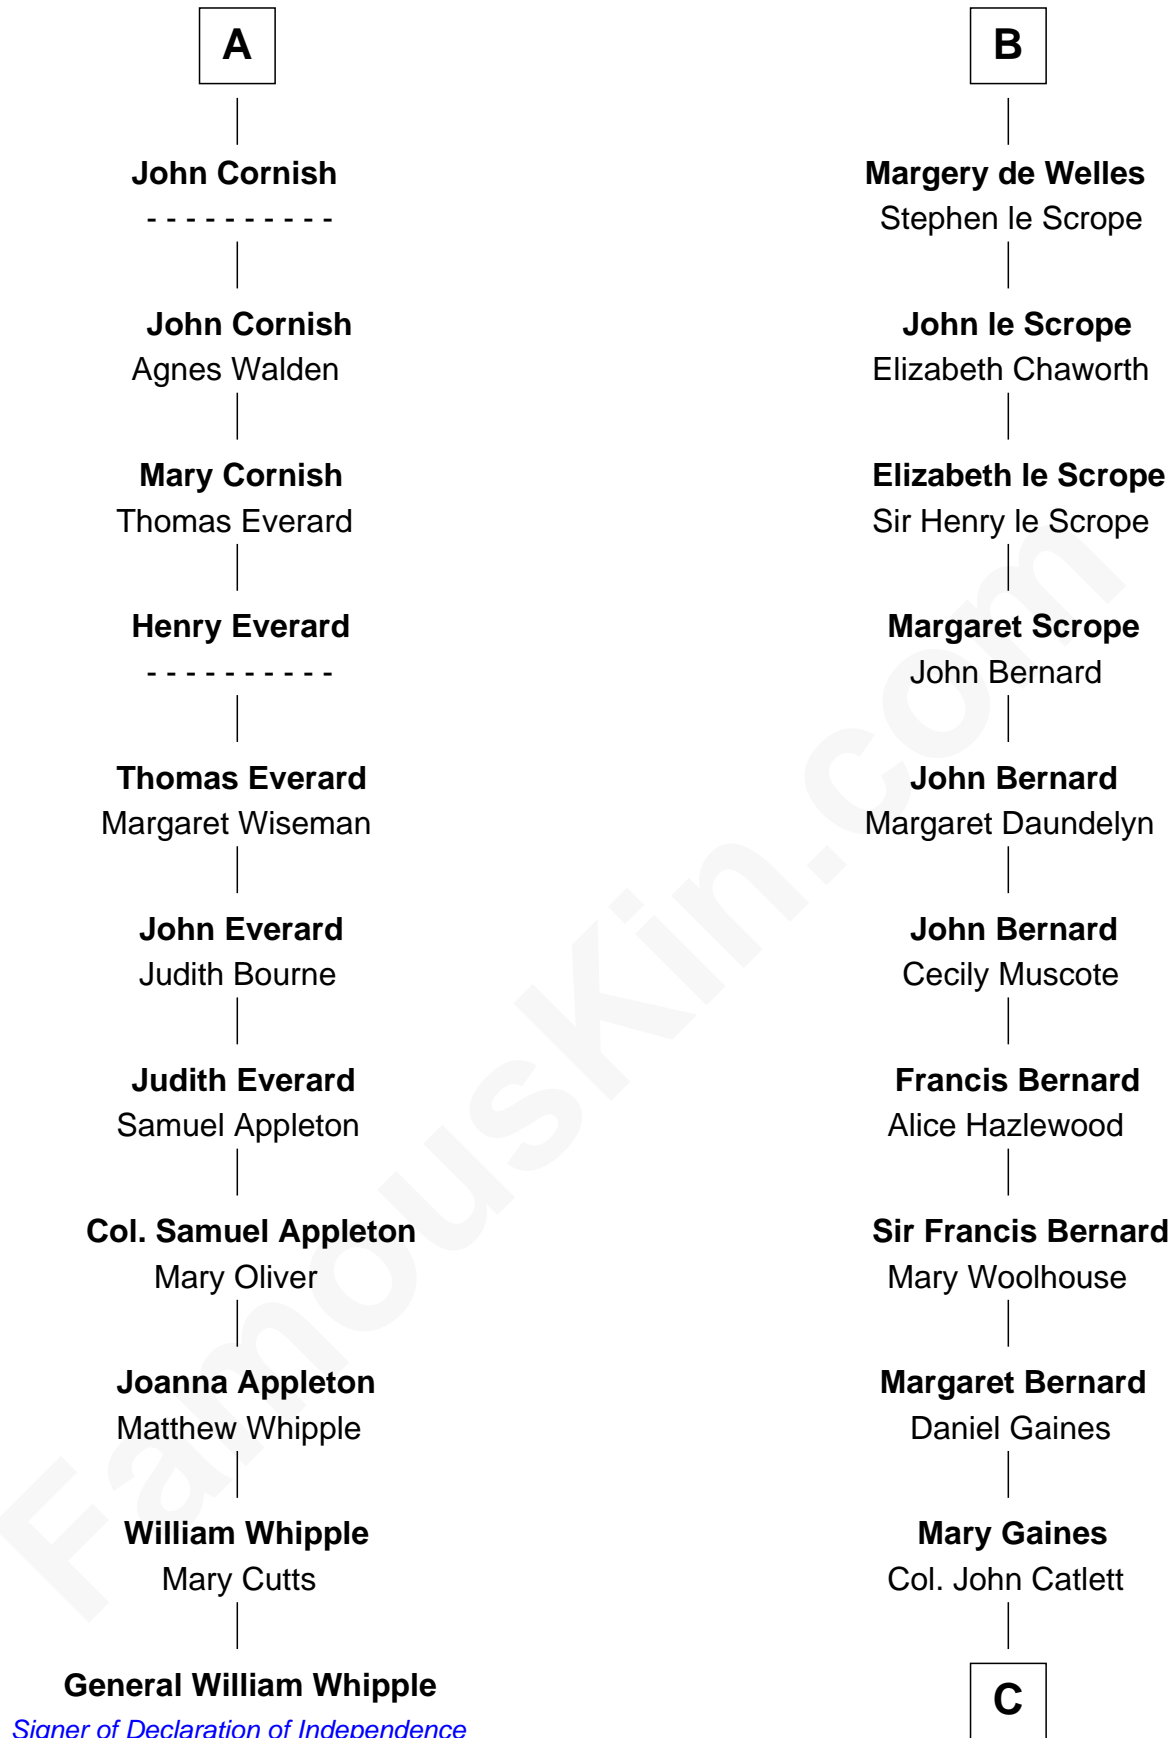 A
John Cornish
- - - - - - - - - -
John Cornish
Agnes Walden
Mary Cornish
Thomas Everard
Henry Everard
- - - - - - - - - -
Thomas Everard
Margaret Wiseman
John Everard
Judith Bourne
Judith Everard
Samuel Appleton
Col. Samuel Appleton
Mary Oliver
Joanna Appleton
Matthew Whipple
William Whipple
Mary Cutts
General William Whipple
Signer of Declaration of Independence
B
Margery de Welles
Stephen le Scrope
John le Scrope
Elizabeth Chaworth
Elizabeth le Scrope
Sir Henry le Scrope
Margaret Scrope
John Bernard
John Bernard
Margaret Daundelyn
John Bernard
Cecily Muscote
Francis Bernard
Alice Hazlewood
Sir Francis Bernard
Mary Woolhouse
Margaret Bernard
Daniel Gaines
Mary Gaines
Col. John Catlett
C
FamousKin.com